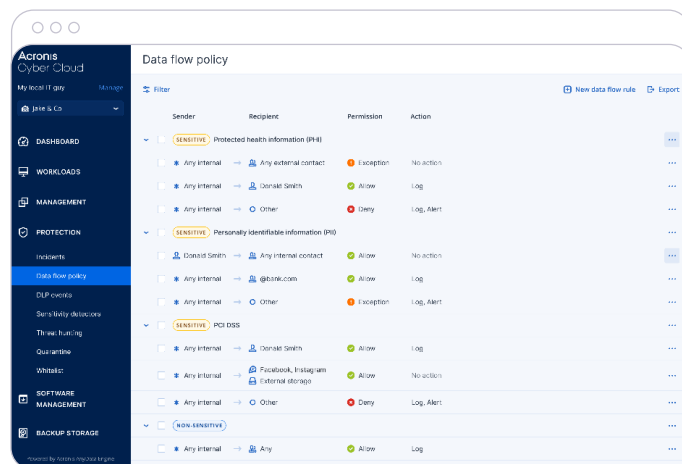 Acronis
Cyber Cloud
My local IT guy Manage
Jake & Co
DASHBOARD
WORKLOADS
MANAGEMENT
PROTECTION
Incidents
Data flow policy
DLP events
Sensitivity detectors
Threat hunting
Quarantine
Whitelist
SOFTWARE
MANAGEMENT
BACKUP STORAGE
Powered by Acronis AnyData Engine
Data flow policy
Filter New data flow rule Export
Sender Recipient Permission Action
SENSITIVE Protected health information (PHI)
Any internal → Any external contact Exception No action
Any internal → Donald Smith Allow Log
Any internal → Other Deny Log, Alert
SENSITIVE Personally identifiable information (PII)
Donald Smith → Any internal contact Allow No action
Any internal → @bank.com Allow Log
Any internal → Other Exception Log, Alert
SENSITIVE PCI DSS
Any internal → Donald Smith Allow Log
Any internal → Facebook, Instagram Allow No action
External storage
Any internal → Other Deny Log, Alert
NON-SENSITIVE
Any internal → Any Allow Log